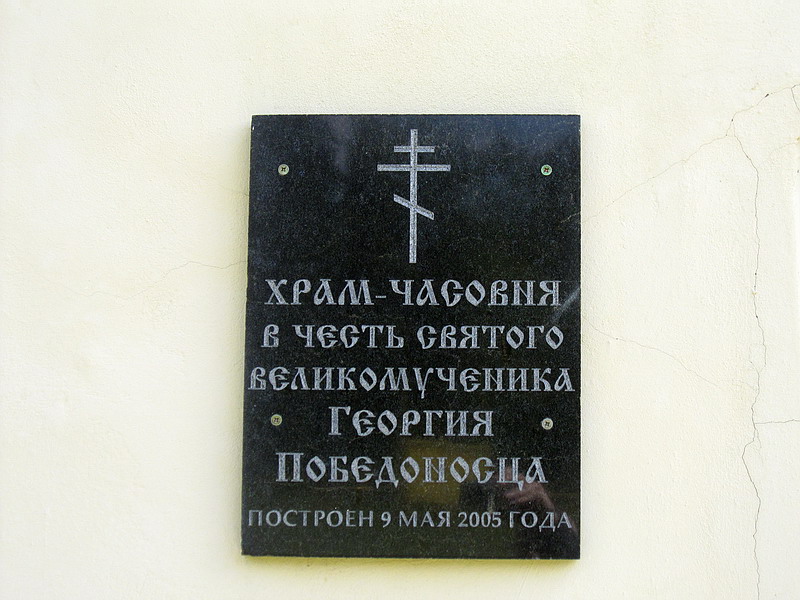 ХРАМ-ЧАСОВНЯ
В ЧЕСТЬ СВЯТОГО
ВЕЛИКОМУЧЕНИКА
ГЕОРГИЯ
ПОБЕДОНОСЦА
ПОСТРОЕН 9 МАЯ 2005 ГОДА